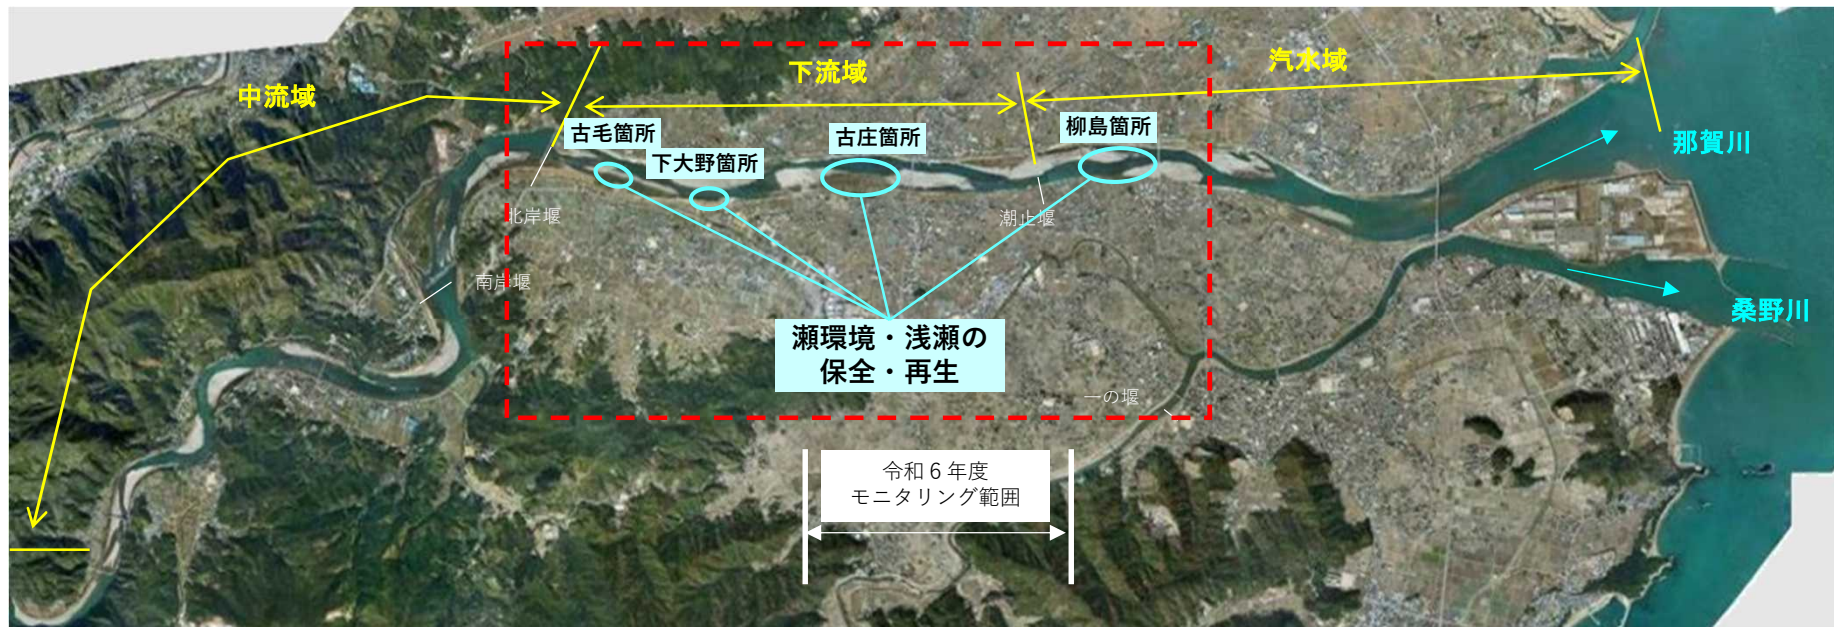 中流域
下流域
汽水域
古毛箇所
下大野箇所
古庄箇所
柳島箇所
那賀川
北岸堰
潮止堰
南岸堰
桑野川
瀬環境・浅瀬の
保全・再生
一の堰
令和６年度
モニタリング範囲